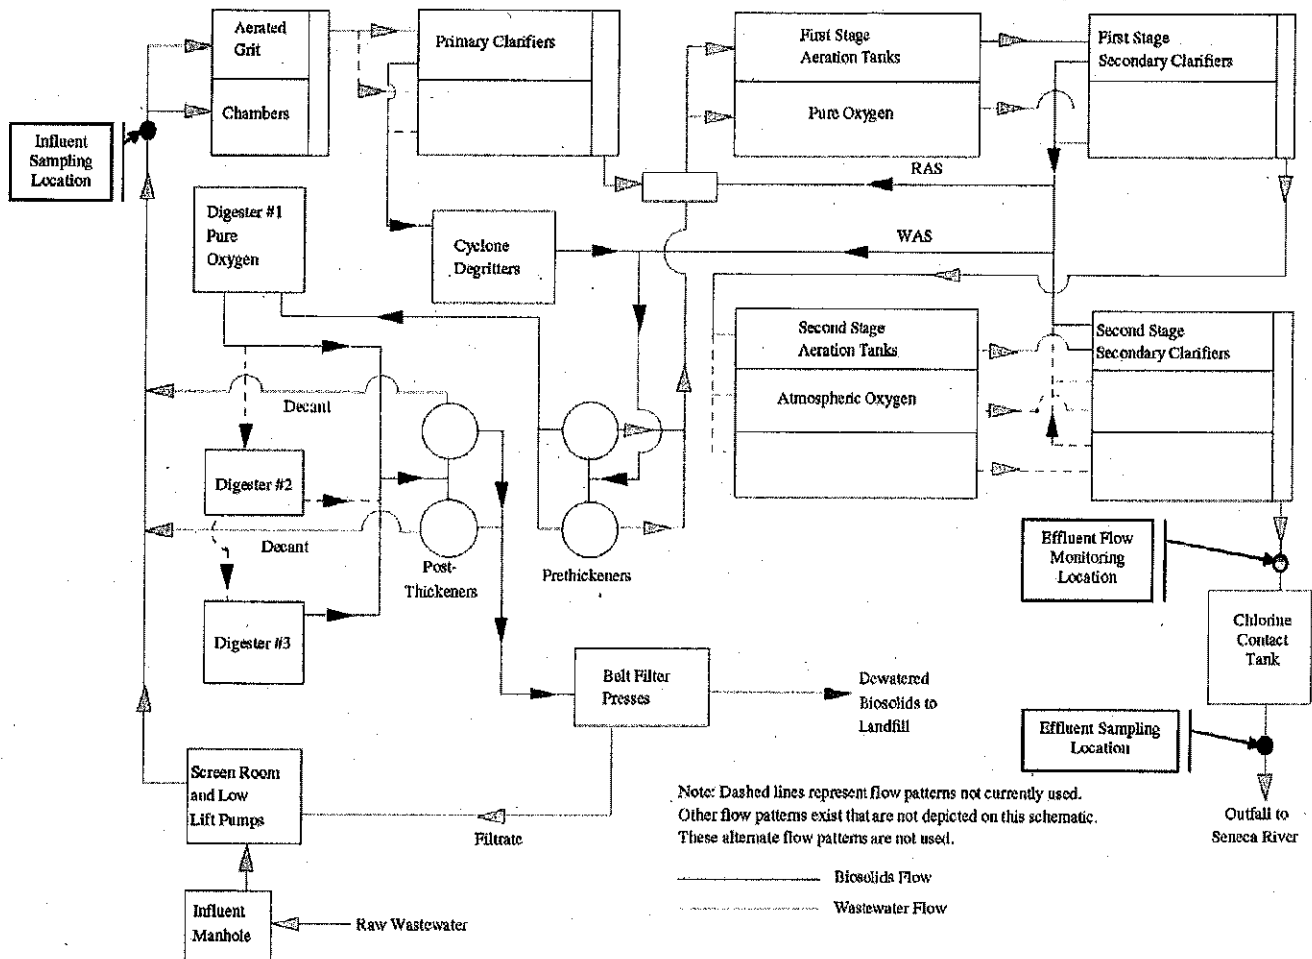 Aerated
Grit
Chambers
Primary Clarifiers
First Stage
Aeration Tanks
Pure Oxygen
First Stage
Secondary Clarifiers
Influent
Sampling
Location
RAS
Digester #1
Pure
Oxygen
Cyclone
Degritters
WAS
Second Stage
Aeration Tanks
Atmospheric Oxygen
Second Stage
Secondary Clarifiers
Decant
Digester #2
Decant
Post-
Thickeners
Prethickeners
Effluent Flow
Monitoring
Location
Digester #3
Chlorine
Contact
Tank
Belt Filter
Presses
Dewatered
Biosolids to
Landfill
Effluent Sampling
Location
Screen Room
and Low
Lift Pumps
Filtrate
Note: Dashed lines represent flow patterns not currently used.
Other flow patterns exist that are not depicted on this schematic.
These alternate flow patterns are not used.
Outfall to
Seneca River
Biosolids Flow
Wastewater Flow
Influent
Manhole
Raw Wastewater